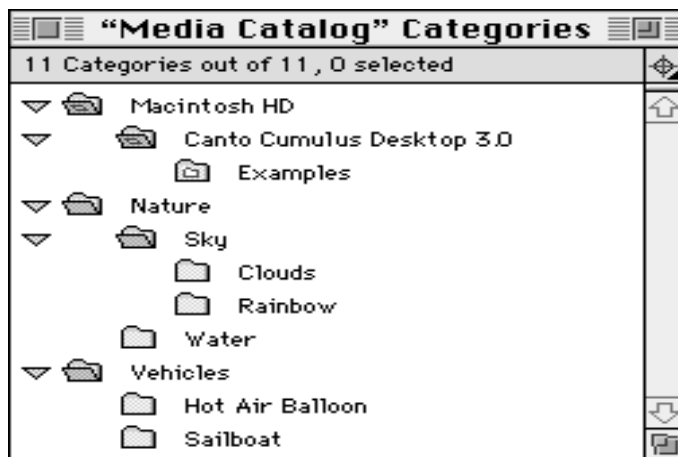 “Media Catalog” Categories
11 Categories out of 11, 0 selected
Macintosh HD
Canto Cumulus Desktop 3.0
Examples
Nature
Sky
Clouds
Rainbow
Water
Vehicles
Hot Air Balloon
Sailboat